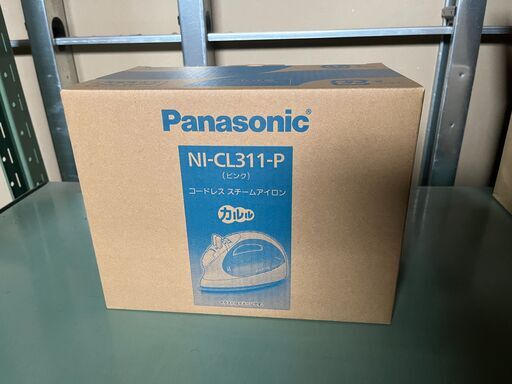 Panasonic®
NI-CL311-P
(ピンク)
コードレス スチームアイロン
カルル